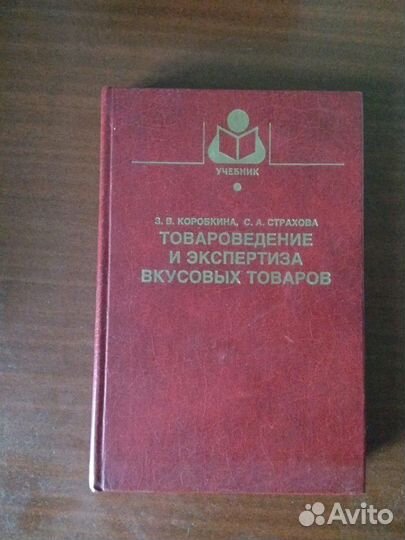 УЧЕБНИК
З. В. КОРОБКИНА, С. А. СТРАХОВА
ТОВАРОВЕДЕНИЕ
И ЭКСПЕРТИЗА
ВКУСОВЫХ ТОВАРОВ
Avito